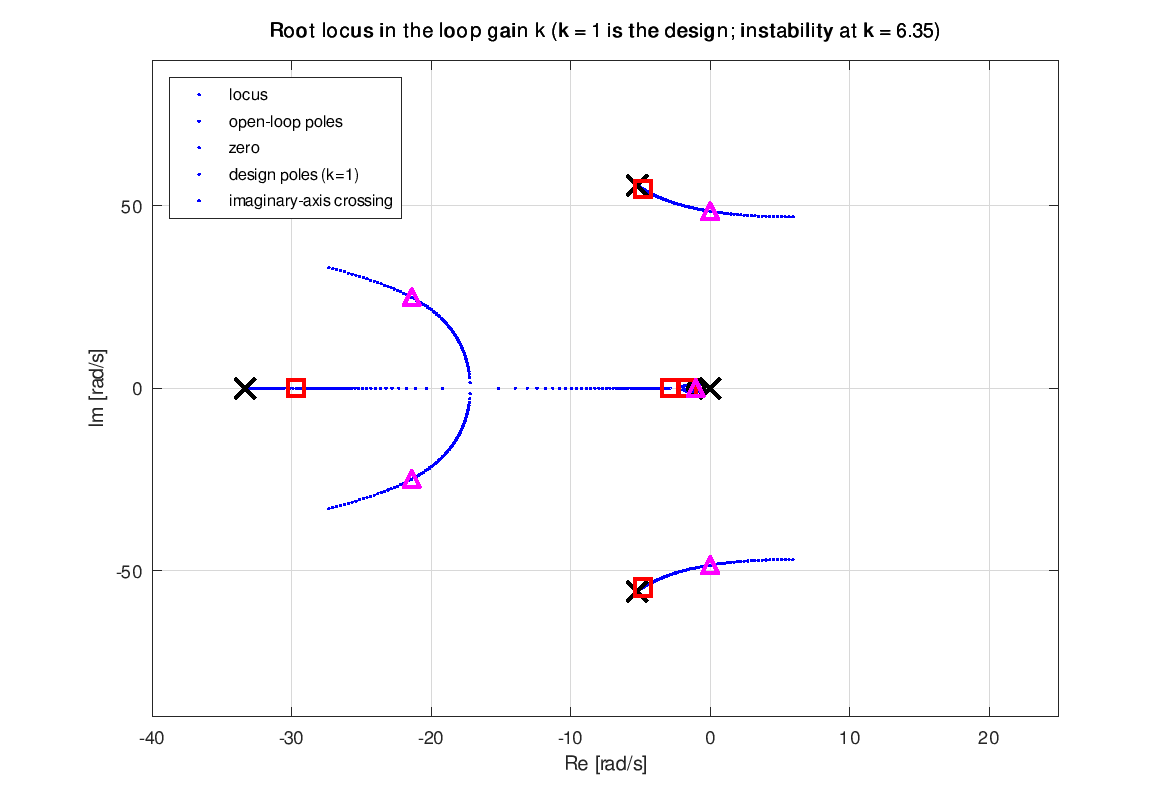 Root locus in the loop gain k (k = 1 is the design; instability at k = 6.35)
locus
open-loop poles
zero
design poles (k=1)
imaginary-axis crossing
50
0
-50
Im [rad/s]
-40
-30
-20
-10
0
10
20
Re [rad/s]